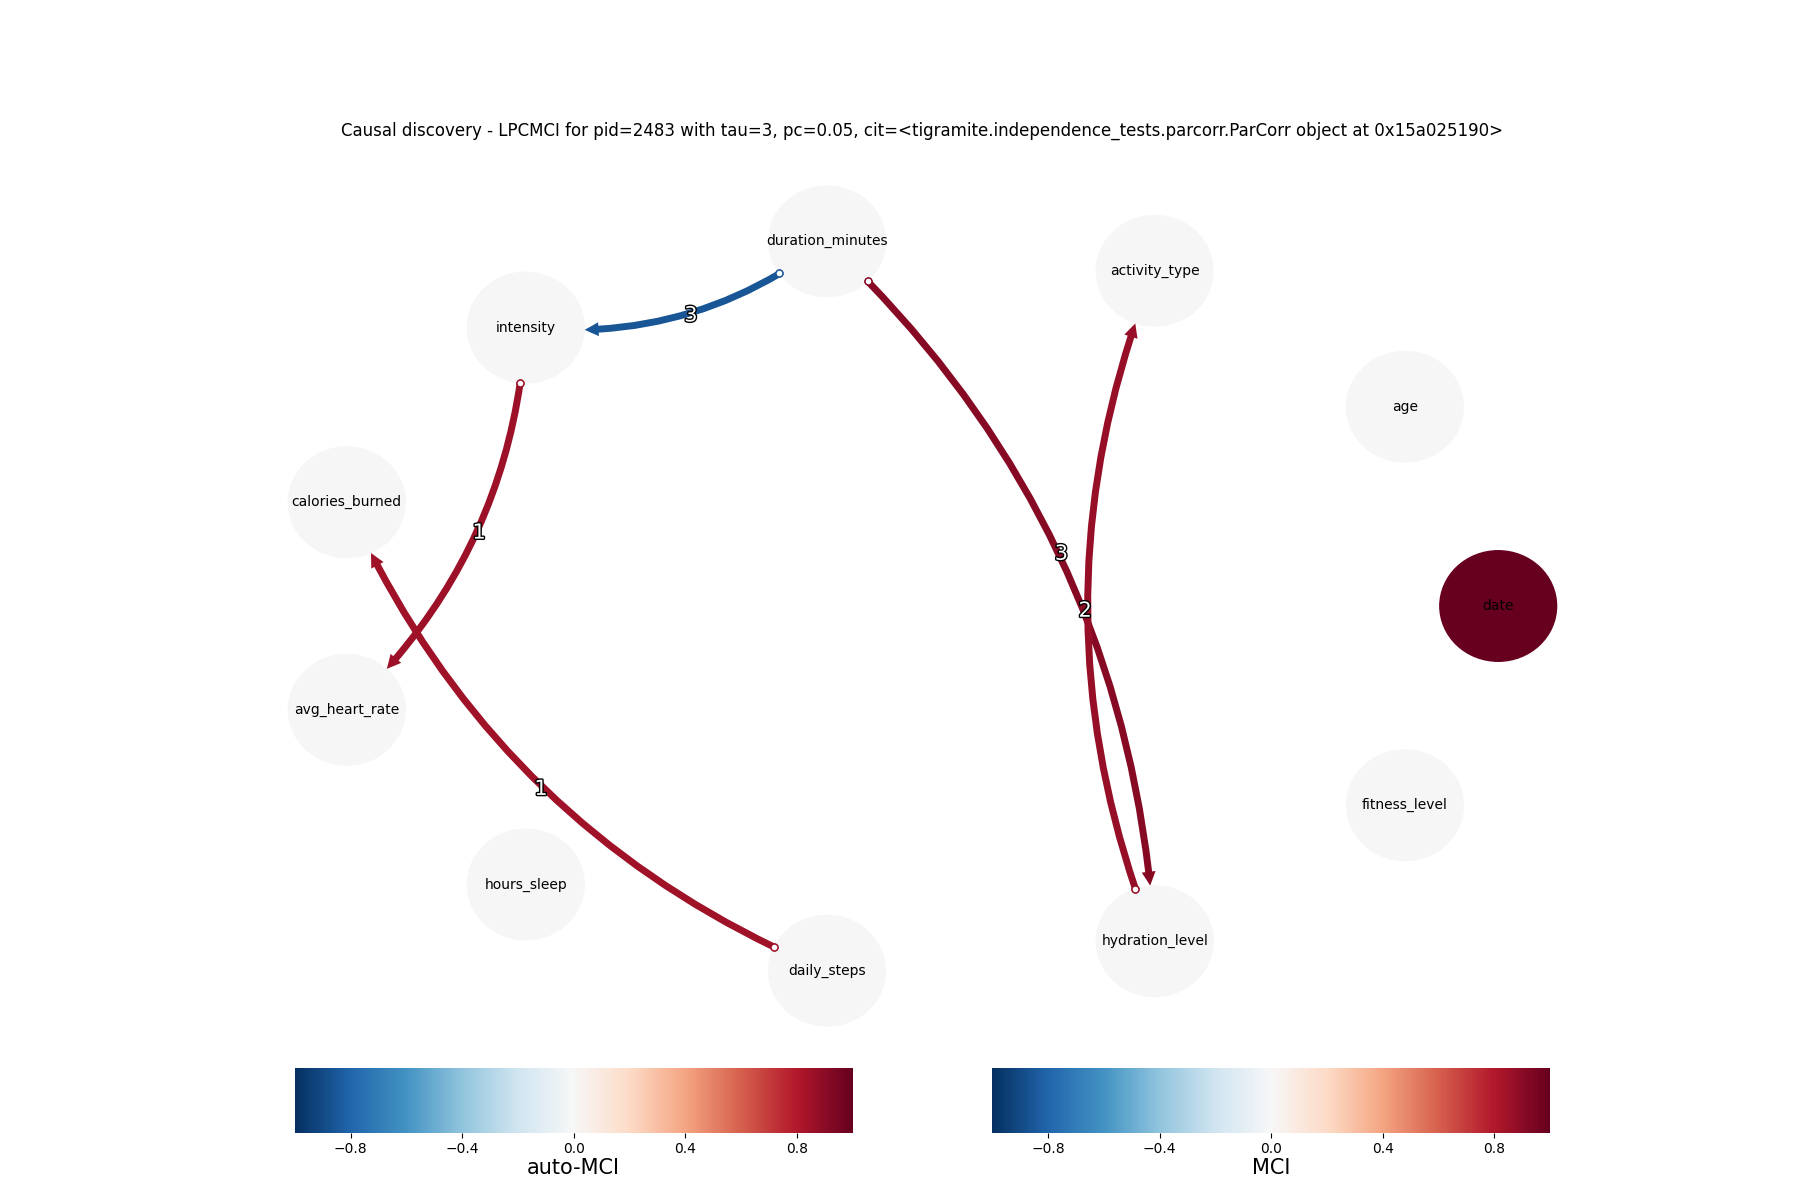 Causal discovery - LPCMCI for pid=2483 with tau=3, pc=0.05, cit=<tigramite.independence_tests.parcorr.ParCorr object at 0x15a025190>
duration_minutes
activity_type
intensity
3
age
calories_burned
1
3
date
2
avg_heart_rate
1
fitness_level
hours_sleep
hydration_level
daily_steps
−0.8 −0.4 0.0 0.4 0.8
auto-MCI
−0.8 −0.4 0.0 0.4 0.8
MCI